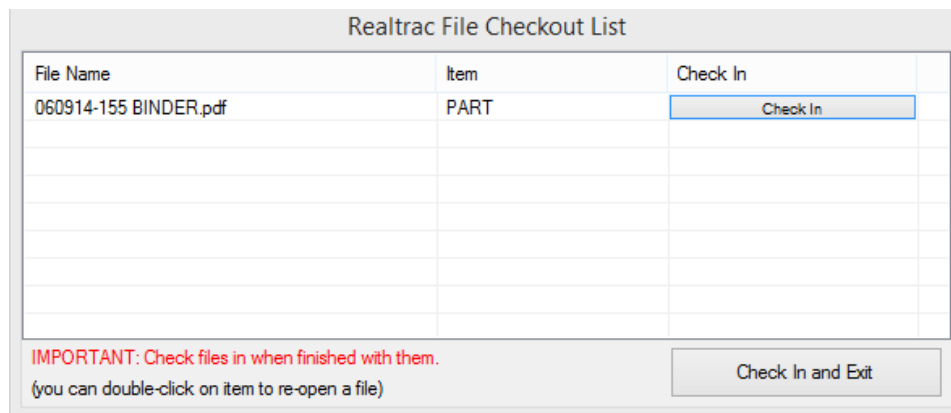 Realtrac File Checkout List
File Name Item Check In
060914-155 BINDER.pdf PART Check In
IMPORTANT: Check files in when finished with them.
(you can double-click on item to re-open a file)
Check In and Exit